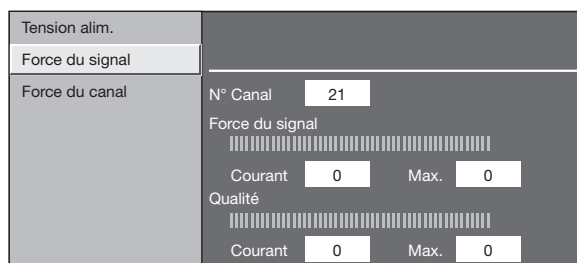 Tension alim.
Force du signal
Force du canal
N° Canal 21
Force du signal
Courant 0 Max. 0
Qualité
Courant 0 Max. 0